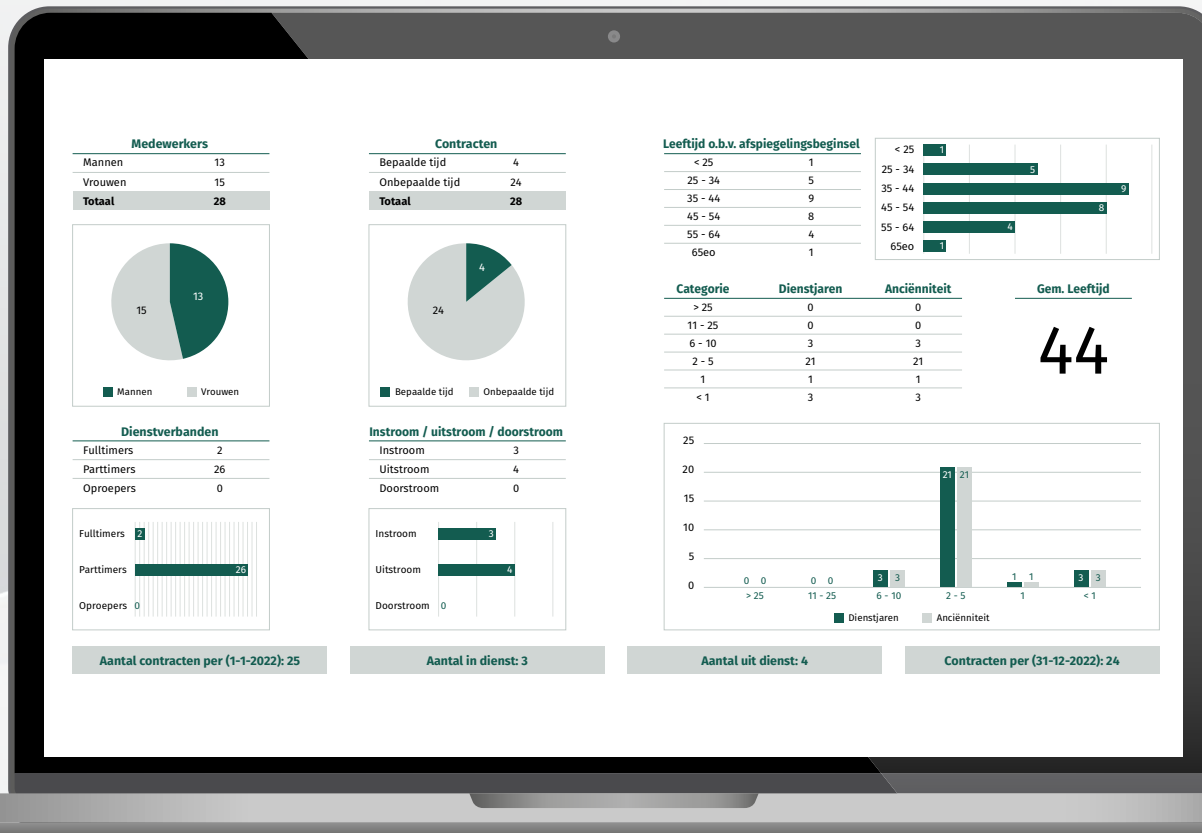 Medewerkers
Mannen 13
Vrouwen 15
Totaal 28
15 13
Mannen Vrouwen
Dienstverbanden
Fulltimers 2
Parttimers 26
Oproepers 0
Fulltimers 2
Parttimers 26
Oproepers 0
Contracten
Bepaalde tijd 4
Onbepaalde tijd 24
Totaal 28
4
24
Bepaalde tijd Onbepaalde tijd
Instroom / uitstroom / doorstroom
Instroom 3
Uitstroom 4
Doorstroom 0
Instroom 3
Uitstroom 4
Doorstroom 0
Leeftijd o.b.v. afspiegelingsbeginsel
< 25 1
25 - 34 5
35 - 44 9
45 - 54 8
55 - 64 4
65eo 1
< 25 1
25 - 34 5
35 - 44 9
45 - 54 8
55 - 64 4
65eo 1
Categorie Dienstjaren Anciënniteit
> 25 0 0
11 - 25 0 0
6 - 10 3 3
2 - 5 21 21
1 1 1
< 1 3 3
Gem. Leeftijd
44
25
20
15
10
5
0
0 0 0 0 3 3 21 21 1 1 3 3
> 25 11 - 25 6 - 10 2 - 5 1 < 1
Dienstjaren Anciënniteit
Aantal contracten per (1-1-2022): 25
Aantal in dienst: 3
Aantal uit dienst: 4
Contracten per (31-12-2022): 24